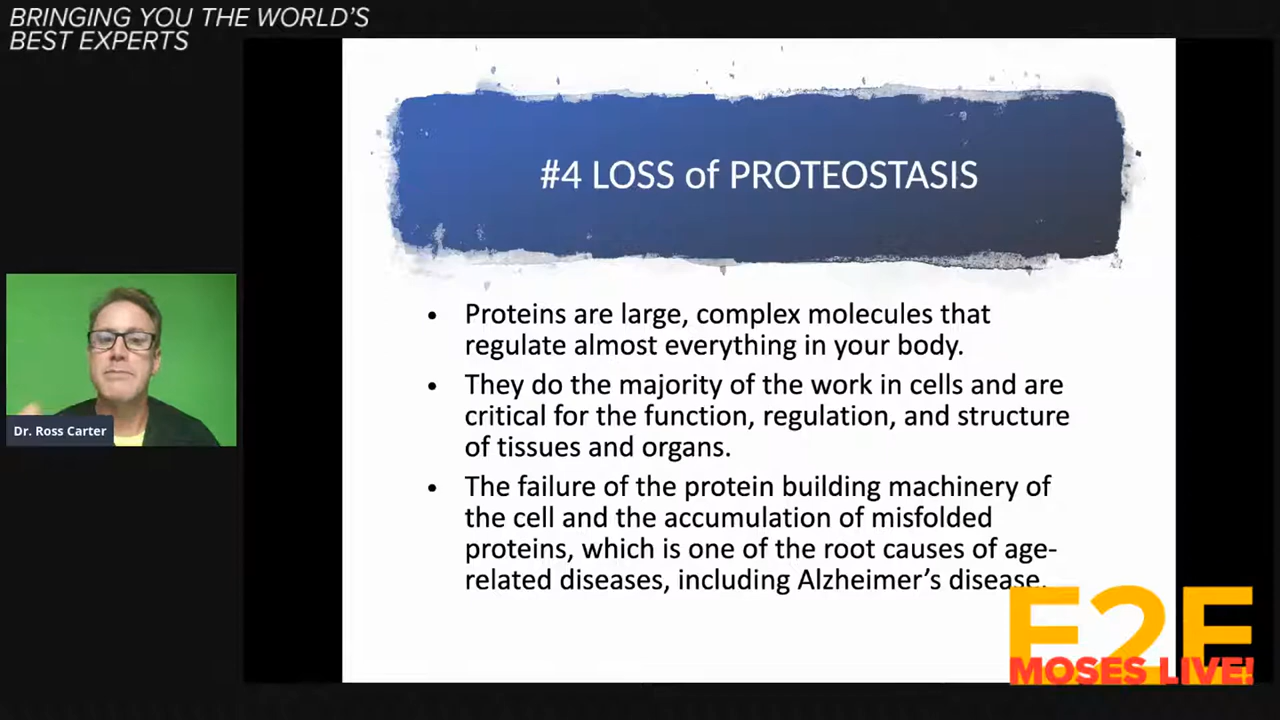 BRINGING YOU THE WORLD'S
BEST EXPERTS
#4 LOSS of PROTEOSTASIS
• Proteins are large, complex molecules that
regulate almost everything in your body.
• They do the majority of the work in cells and are
critical for the function, regulation, and structure
of tissues and organs.
• The failure of the protein building machinery of
the cell and the accumulation of misfolded
proteins, which is one of the root causes of age-
related diseases, including Alzheimer's disease.
Dr. Ross Carter
F2F
MOSES LIVE!